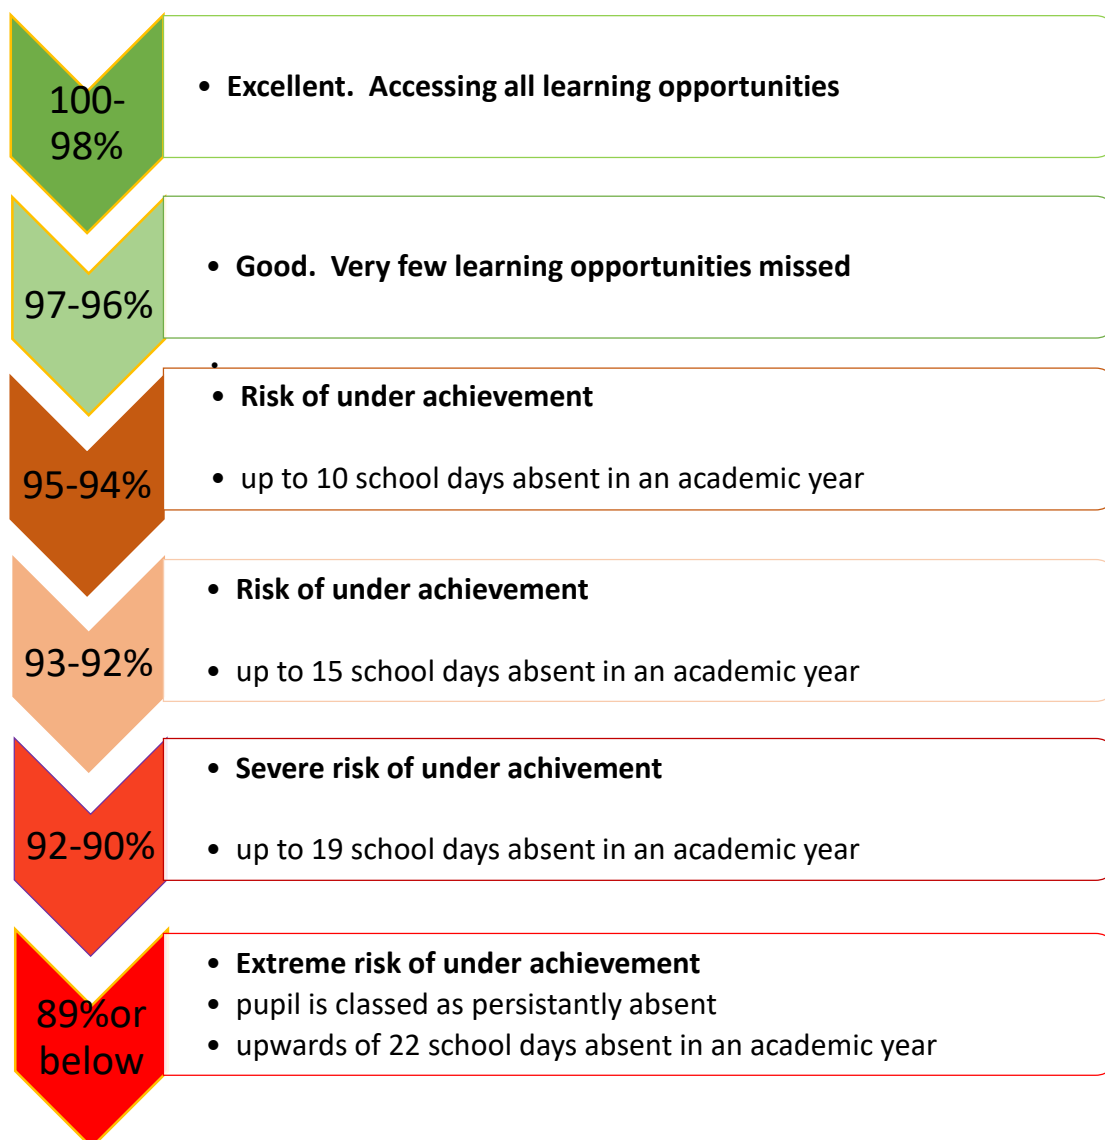 100-
98%
• Excellent.  Accessing all learning opportunities
97-96%
• Good.  Very few learning opportunities missed
•
95-94%
• Risk of under achievement
• up to 10 school days absent in an academic year
93-92%
• Risk of under achievement
• up to 15 school days absent in an academic year
92-90%
• Severe risk of under achivement
• up to 19 school days absent in an academic year
89%or
below
• Extreme risk of under achievement
• pupil is classed as persistantly absent
• upwards of 22 school days absent in an academic year